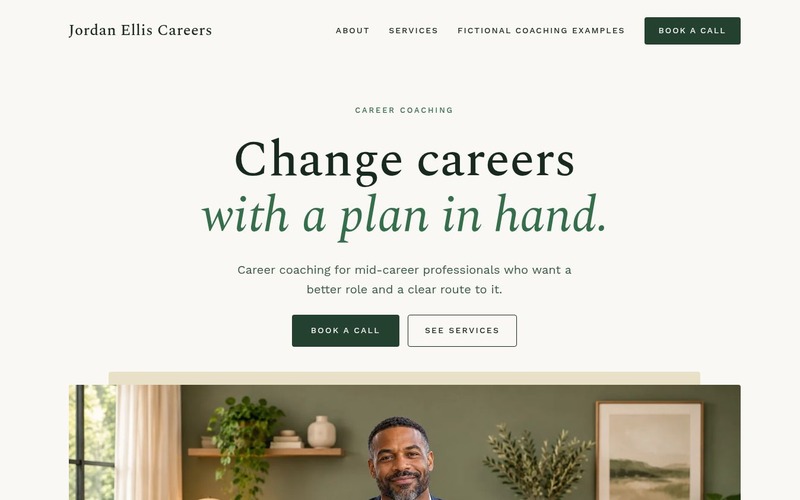 Jordan Ellis Careers
ABOUT
SERVICES
FICTIONAL COACHING EXAMPLES
BOOK A CALL
CAREER COACHING
Change careers
with a plan in hand.
Career coaching for mid-career professionals who want a
better role and a clear route to it.
BOOK A CALL
SEE SERVICES